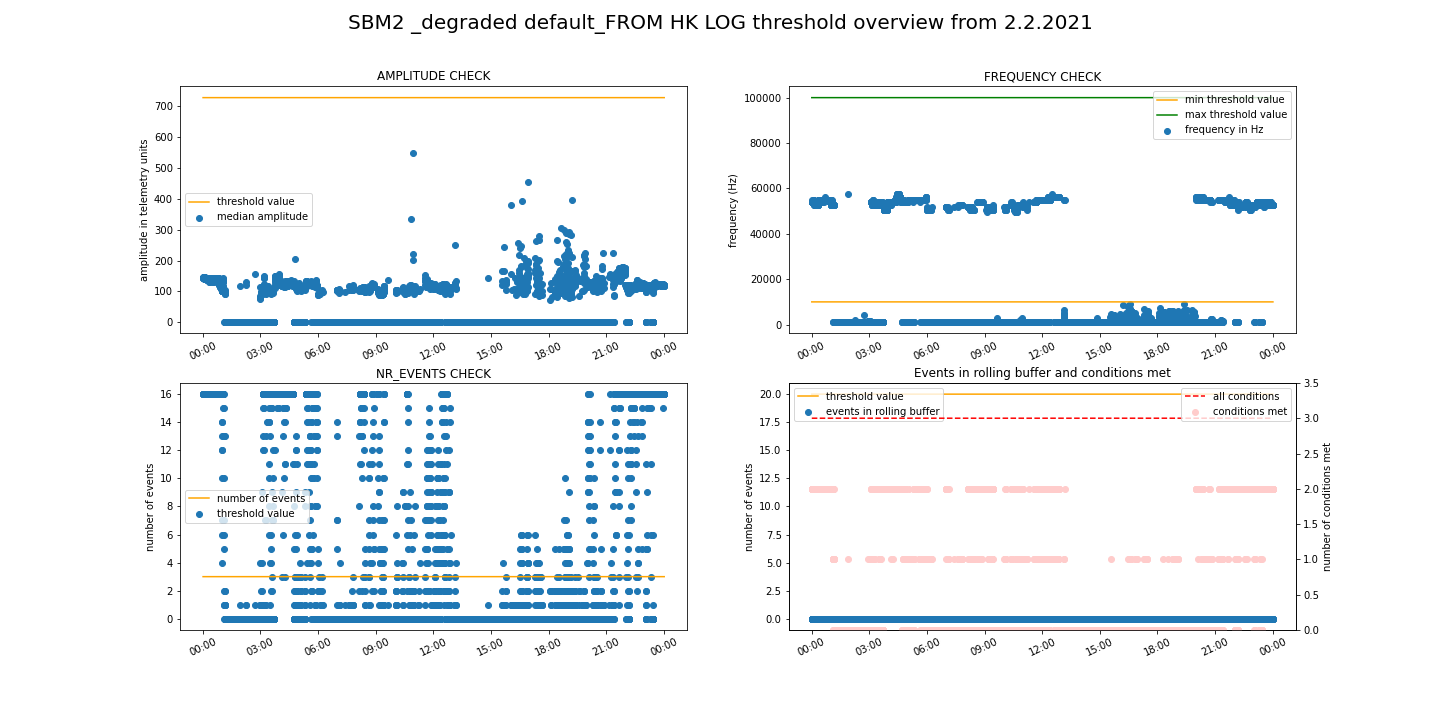 SBM2 _degraded default_FROM HK LOG threshold overview from 2.2.2021
AMPLITUDE CHECK
amplitude in telemetry units
700
600
500
400
300
200
100
0
threshold value
median amplitude
00:00 03:00 06:00 09:00 12:00 15:00 18:00 21:00 00:00
FREQUENCY CHECK
frequency (Hz)
100000
80000
60000
40000
20000
0
min threshold value
max threshold value
frequency in Hz
00:00 03:00 06:00 09:00 12:00 15:00 18:00 21:00 00:00
NR_EVENTS CHECK
number of events
16
14
12
10
8
6
4
2
0
number of events
threshold value
00:00 03:00 06:00 09:00 12:00 15:00 18:00 21:00 00:00
Events in rolling buffer and conditions met
number of events
20.0
17.5
15.0
12.5
10.0
7.5
5.0
2.5
0.0
threshold value
events in rolling buffer
all conditions
conditions met
3.5
3.0
2.5
2.0
1.5
1.0
0.5
0.0
number of conditions met
00:00 03:00 06:00 09:00 12:00 15:00 18:00 21:00 00:00